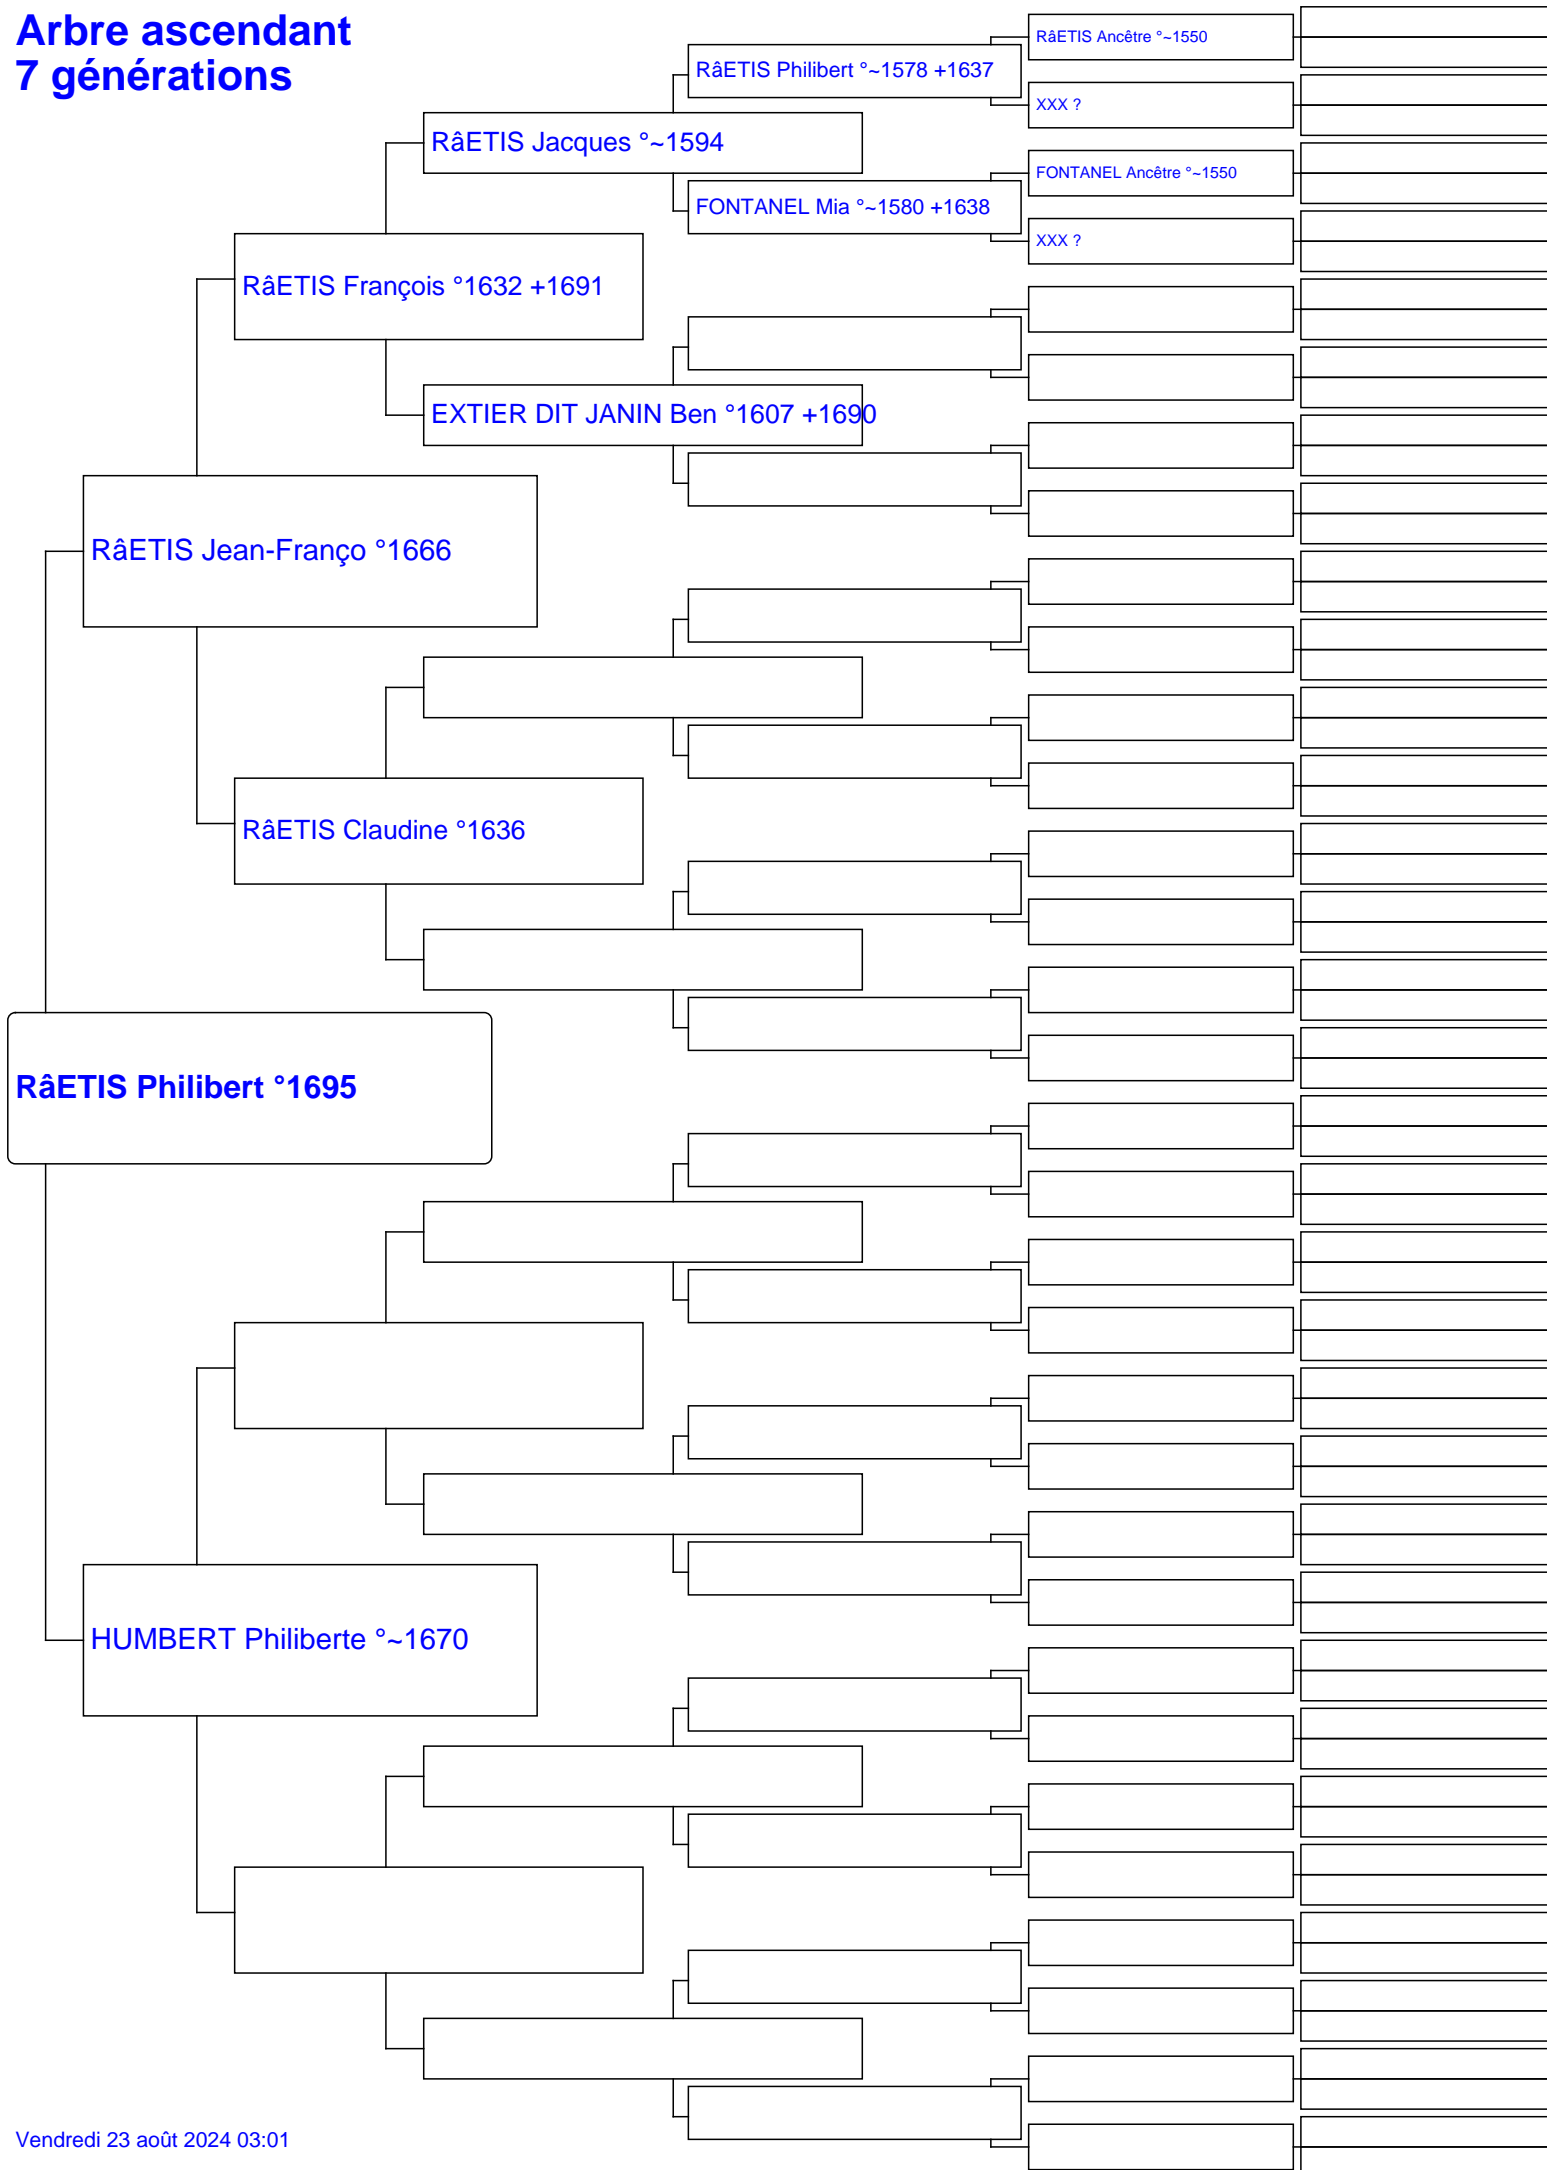 Arbre ascendant
7 générations
RâETIS Ancêtre °~1550
RâETIS Philibert °~1578 +1637
XXX ?
RâETIS Jacques °~1594
FONTANEL Ancêtre °~1550
FONTANEL Mia °~1580 +1638
XXX ?
RâETIS François °1632 +1691
EXTIER DIT JANIN Ben °1607 +1690
RâETIS Jean-Franço °1666
RâETIS Claudine °1636
RâETIS Philibert °1695
HUMBERT Philiberte °~1670
Vendredi 23 août 2024 03:01